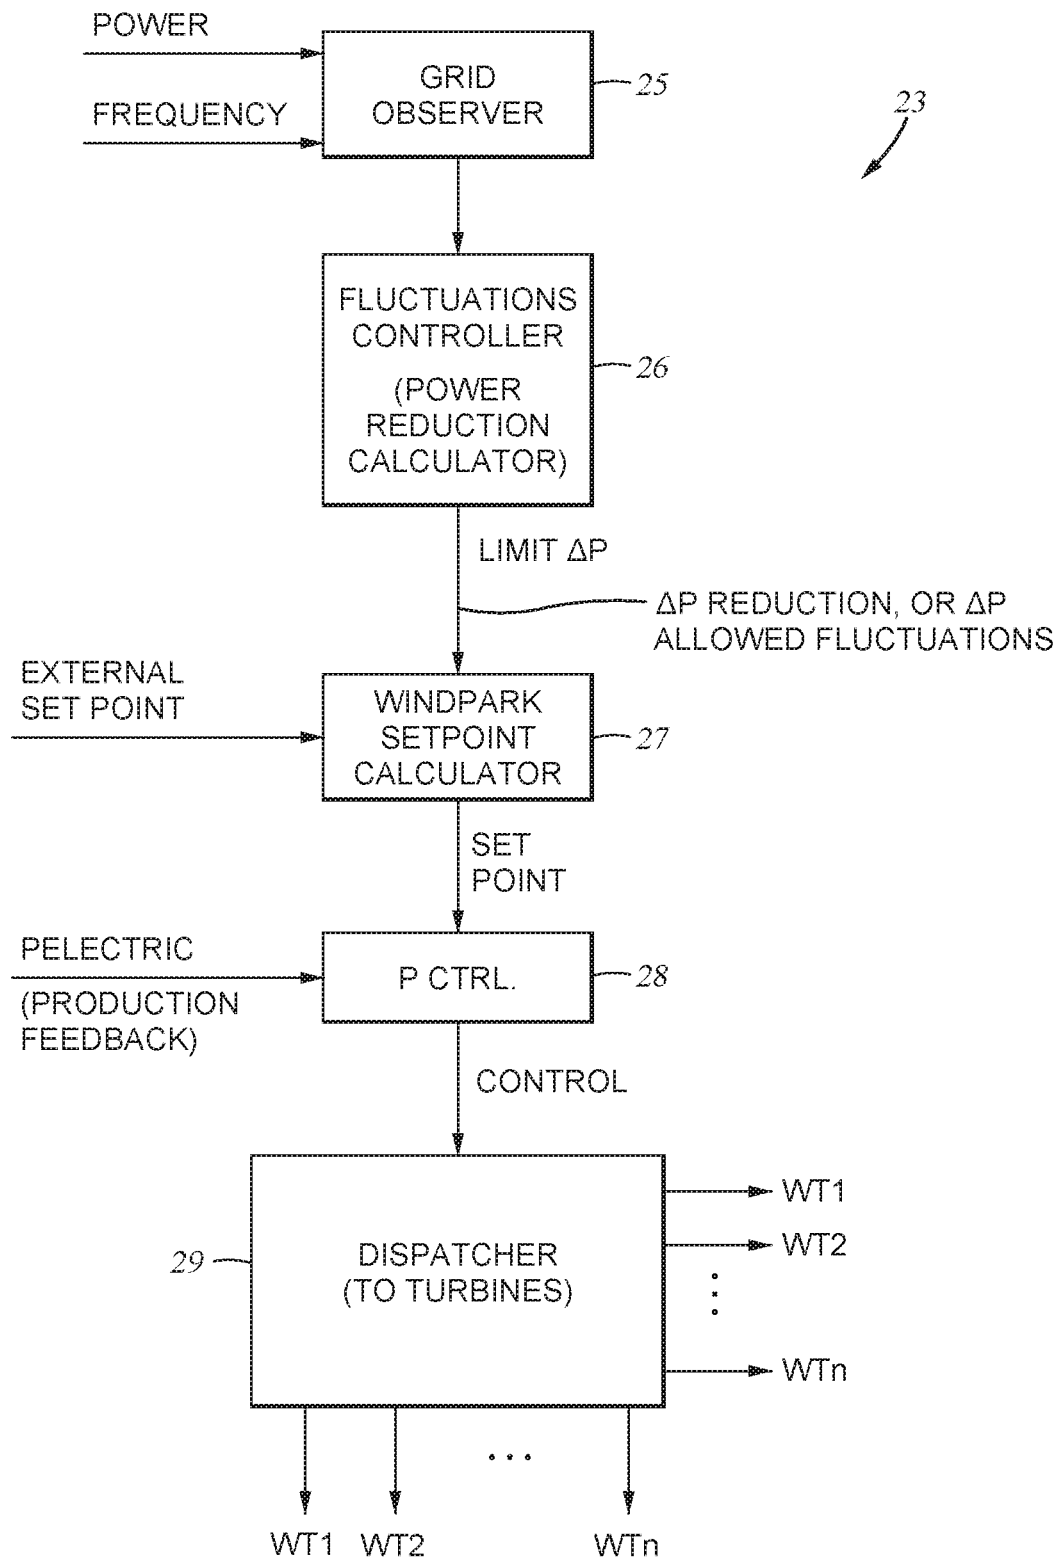 POWER
GRID
OBSERVER
25
FREQUENCY
23
FLUCTUATIONS
CONTROLLER
(POWER
REDUCTION
CALCULATOR)
26
LIMIT ΔP
ΔP REDUCTION, OR ΔP
ALLOWED FLUCTUATIONS
EXTERNAL
SET POINT
WINDPARK
SETPOINT
CALCULATOR
27
SET
POINT
PELECTRIC
(PRODUCTION
FEEDBACK)
P CTRL.
28
CONTROL
29
DISPATCHER
(TO TURBINES)
WT1
WT2
WTn
WT1 WT2 ... WTn